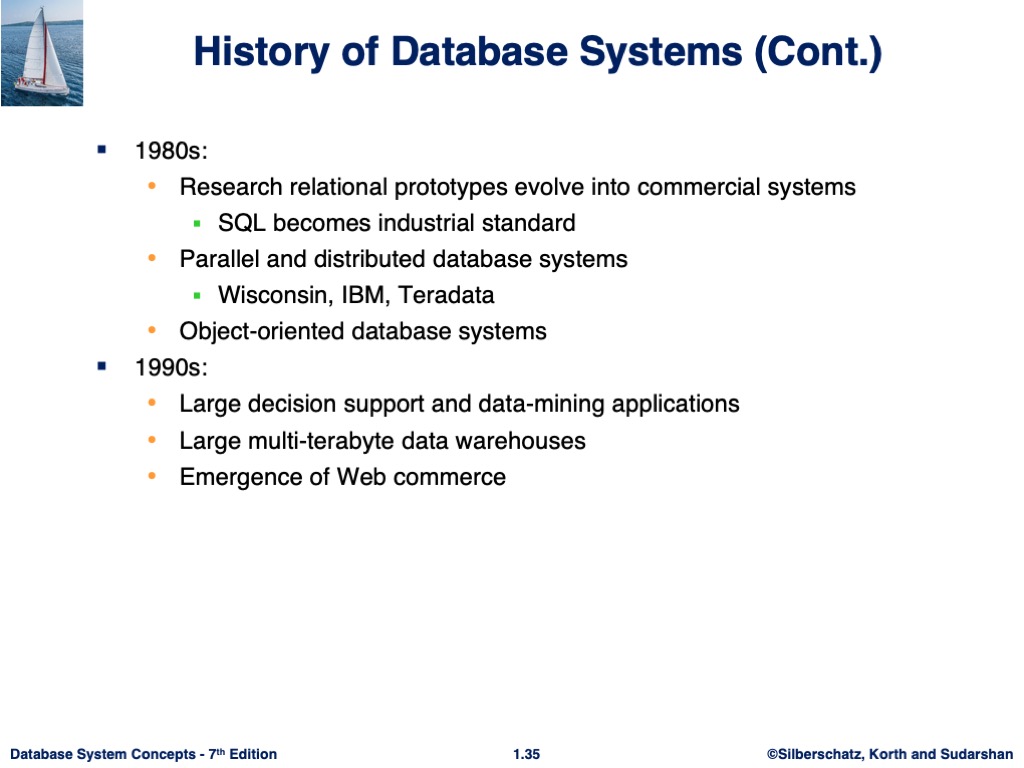 History of Database Systems (Cont.)
▪ 1980s:
• Research relational prototypes evolve into commercial systems
▪ SQL becomes industrial standard
• Parallel and distributed database systems
▪ Wisconsin, IBM, Teradata
• Object-oriented database systems
▪ 1990s:
• Large decision support and data-mining applications
• Large multi-terabyte data warehouses
• Emergence of Web commerce
Database System Concepts - 7th Edition
1.35
©Silberschatz, Korth and Sudarshan